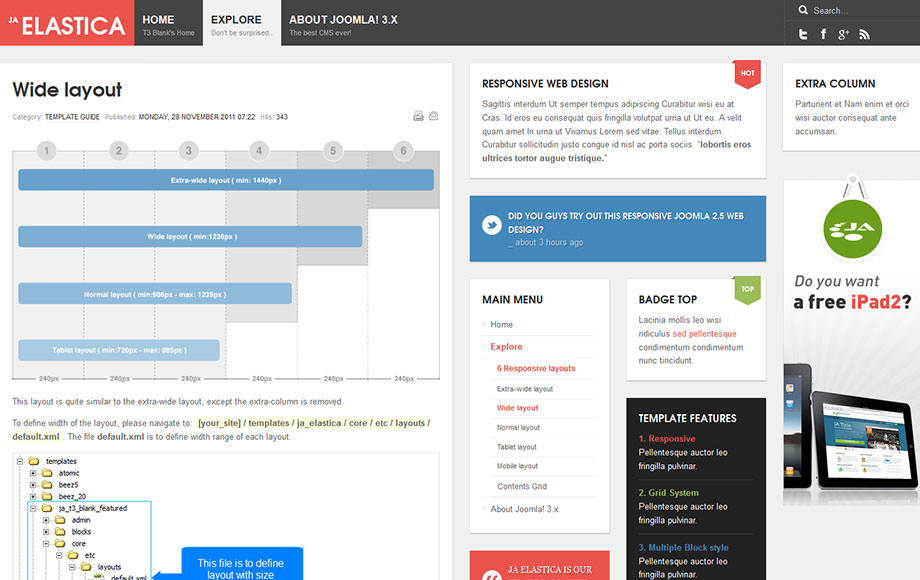 JA ELASTICA
HOME
T3 Blank's Home
EXPLORE
Don't be surprised..
ABOUT JOOMLA! 3.X
The best CMS ever!
Search...
Wide layout
Category: TEMPLATE GUIDE Published: MONDAY, 28 NOVEMBER 2011 07:22 Hits: 343
1 2 3 4 5 6
Extra-wide layout ( min: 1440px )
Wide layout ( min:1236px )
Normal layout ( min:986px - max: 1235px )
Tablet layout ( min:720px - max: 985px )
240px 240px 240px 240px 240px 240px
This layout is quite similar to the extra-wide layout, except the extra-column is removed.
To define width of the layout, please navigate to: [your_site] / templates / ja_elastica / core / etc / layouts /
default.xml . The file default.xml is to define width range of each layout.
templates
atomic
beez5
beez_20
ja_t3_blank_featured
admin
blocks
core
etc
layouts
default.xml
This file is to define
layout with size
HOT
RESPONSIVE WEB DESIGN
Sagittis interdum Ut semper tempus adipiscing Curabitur wisi eu at
Cras. Id eros eu consequat quis fringilla volutpat urna ut Ut eu. A velit
quam amet In urna ut Vivamus Lorem sed vitae. Tellus interdum
Curabitur sollicitudin justo congue id nisl ac porta sociis. "lobortis eros
ultrices tortor augue tristique."
DID YOU GUYS TRY OUT THIS RESPONSIVE JOOMLA 2.5 WEB
DESIGN?
_ about 3 hours ago
MAIN MENU
Home
Explore
6 Responsive layouts
Extra-wide layout
Wide layout
Normal layout
Tablet layout
Mobile layout
Contents Grid
About Joomla! 3.x
JA ELASTICA IS OUR
TOP
BADGE TOP
Lacinia mollis leo wisi
ridiculus sed pellentesque
condimentum condimentum
nunc tincidunt.
TEMPLATE FEATURES
1. Responsive
Pellentesque auctor leo
fringilla pulvinar.
2. Grid System
Pellentesque auctor leo
fringilla pulvinar.
3. Multiple Block style
Pellentesque auctor leo
EXTRA COLUMN
Parturient et Nam enim et orci
wisi auctor consequat ante
accumsan.
JA
Do you want
a free iPad2?